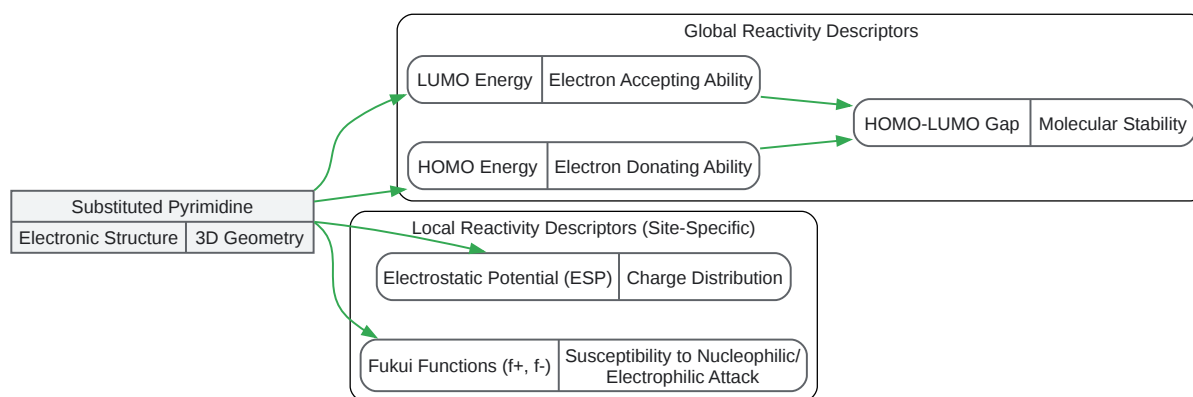 Global Reactivity Descriptors
LUMO Energy
Electron Accepting Ability
HOMO-LUMO Gap
Molecular Stability
HOMO Energy
Electron Donating Ability
Substituted Pyrimidine
Electronic Structure
3D Geometry
Local Reactivity Descriptors (Site-Specific)
Electrostatic Potential (ESP)
Charge Distribution
Fukui Functions (f+, f-)
Susceptibility to Nucleophilic/
Electrophilic Attack